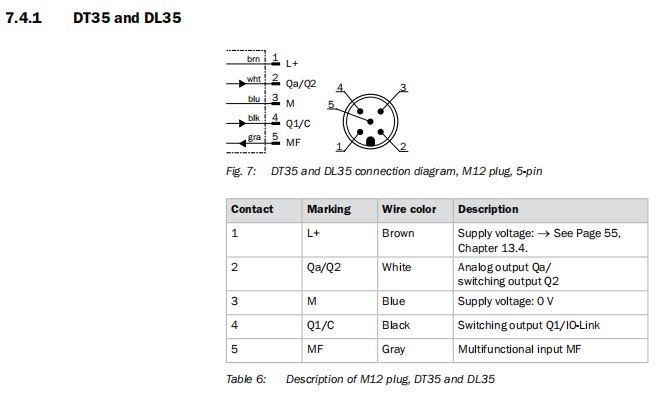 7.4.1 DT35 and DL35
brn 1 L+
wht 2 Qa/Q2
blu 3 M
blk 4 Q1/C
gra 5 MF
4 3
5
1 2
Fig. 7: DT35 and DL35 connection diagram, M12 plug, 5-pin
Contact Marking Wire color Description
1 L+ Brown Supply voltage: → See Page 55,
Chapter 13.4.
2 Qa/Q2 White Analog output Qa/
switching output Q2
3 M Blue Supply voltage: 0 V
4 Q1/C Black Switching output Q1/IO-Link
5 MF Gray Multifunctional input MF
Table 6: Description of M12 plug, DT35 and DL35